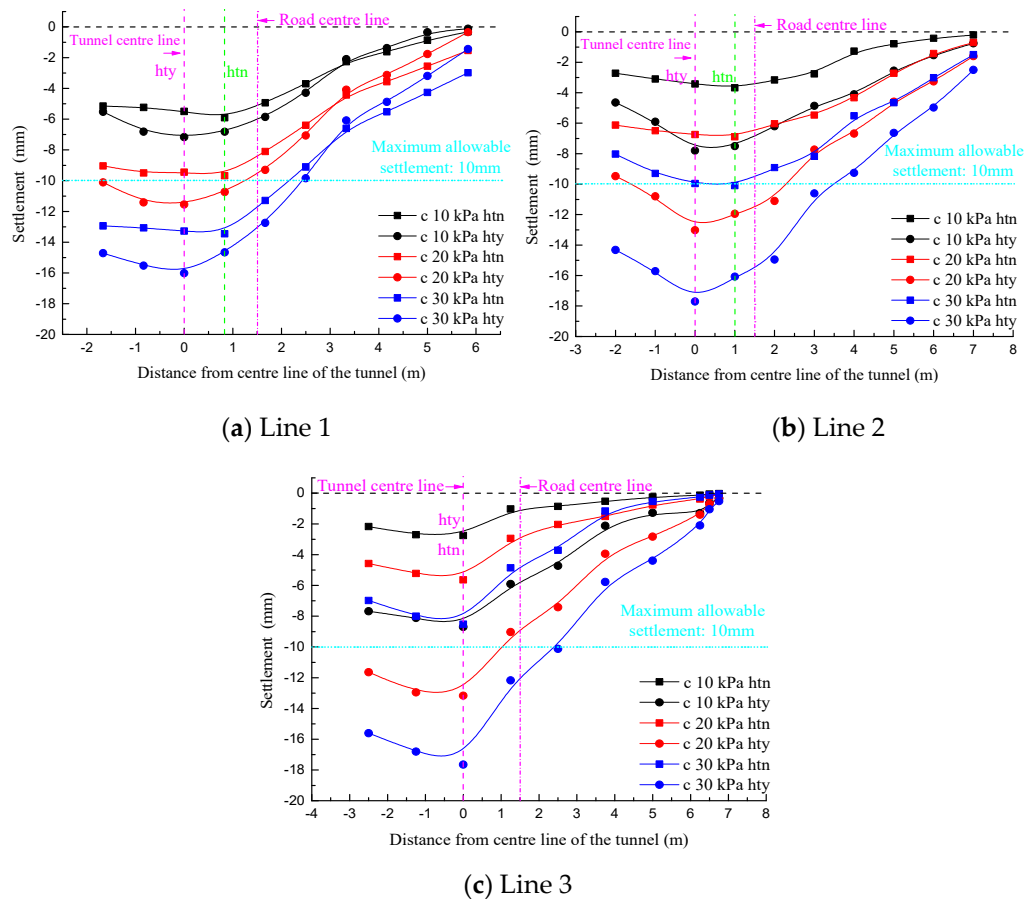 Road centre line
Tunnel centre line
hty
htn
Maximum allowable
settlement: 10mm
c 10 kPa htn
c 10 kPa hty
c 20 kPa htn
c 20 kPa hty
c 30 kPa htn
c 30 kPa hty
Settlement (mm)
0
-2
-4
-6
-8
-10
-12
-14
-16
-18
-20
-2 -1 0 1 2 3 4 5 6
Distance from centre line of the tunnel (m)
(a) Line 1
Road centre line
Tunnel centre line
hty
htn
Maximum allowable
settlement: 10mm
c 10 kPa htn
c 10 kPa hty
c 20 kPa htn
c 20 kPa hty
c 30 kPa htn
c 30 kPa hty
Settlement (mm)
0
-2
-4
-6
-8
-10
-12
-14
-16
-18
-20
-3 -2 -1 0 1 2 3 4 5 6 7 8
Distance from centre line of the tunnel (m)
(b) Line 2
Tunnel centre line
Road centre line
hty
htn
Maximum allowable
settlement: 10mm
c 10 kPa htn
c 10 kPa hty
c 20 kPa htn
c 20 kPa hty
c 30 kPa htn
c 30 kPa hty
Settlement (mm)
0
-2
-4
-6
-8
-10
-12
-14
-16
-18
-20
-4 -3 -2 -1 0 1 2 3 4 5 6 7 8
Distance from centre line of the tunnel (m)
(c) Line 3